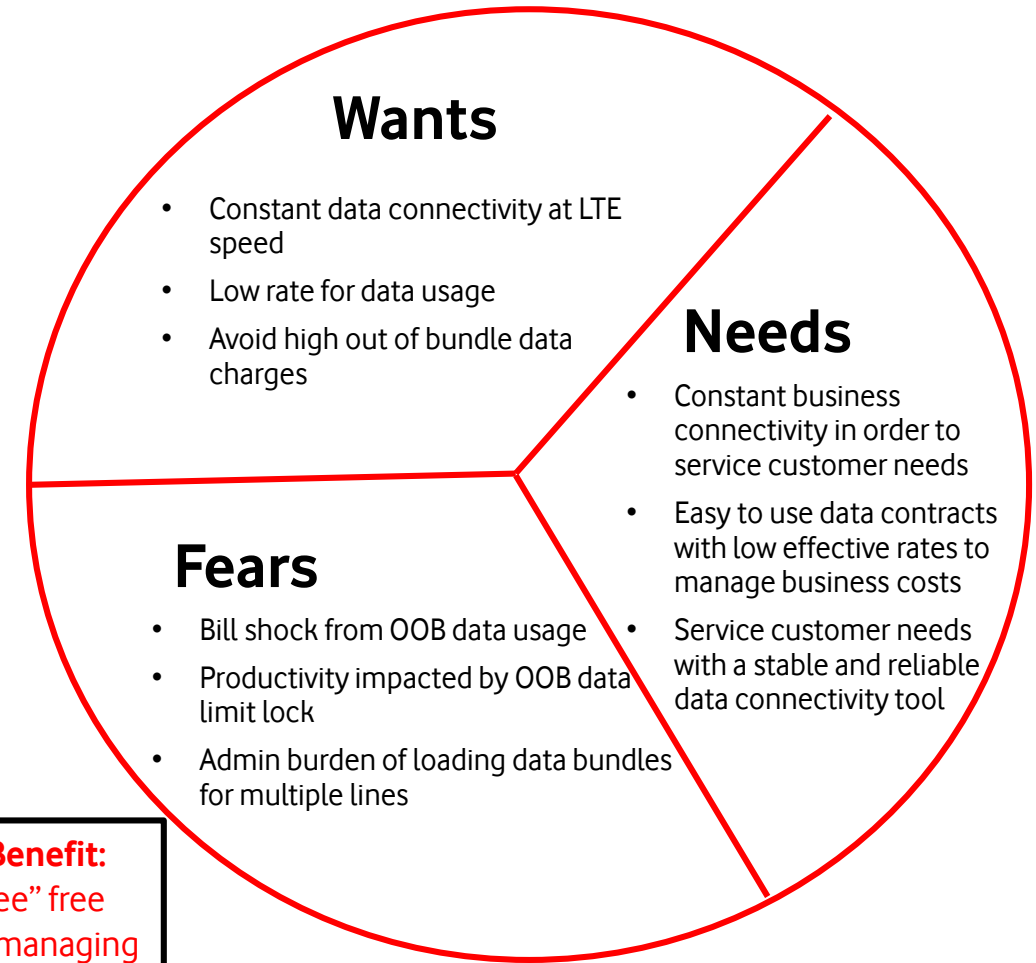 Wants
• Constant data connectivity at LTE
speed
• Low rate for data usage
• Avoid high out of bundle data
charges
Needs
• Constant business
connectivity in order to
service customer needs
• Easy to use data contracts
with low effective rates to
manage business costs
• Service customer needs
with a stable and reliable
data connectivity tool
Fears
• Bill shock from OOB data usage
• Productivity impacted by OOB data
limit lock
• Admin burden of loading data bundles
for multiple lines
Benefit:
ee” free
managing